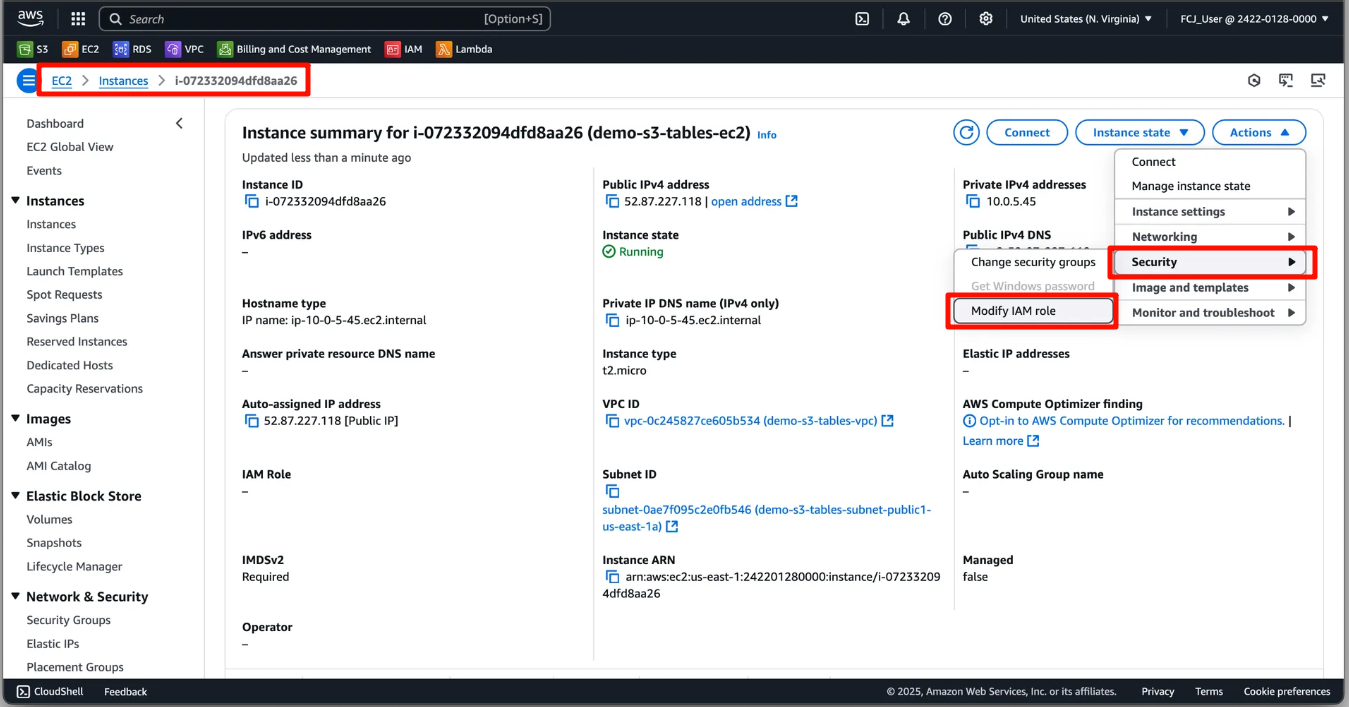 aws
Search [Option+S]
United States (N. Virginia)
FCJ_User @ 2422-0128-0000
S3 EC2 RDS VPC Billing and Cost Management IAM Lambda
EC2 > Instances > i-072332094dfd8aa26
Dashboard
EC2 Global View
Events
Instances
Instances
Instance Types
Launch Templates
Spot Requests
Savings Plans
Reserved Instances
Dedicated Hosts
Capacity Reservations
Images
AMIs
AMI Catalog
Elastic Block Store
Volumes
Snapshots
Lifecycle Manager
Network & Security
Security Groups
Elastic IPs
Placement Groups
Instance summary for i-072332094dfd8aa26 (demo-s3-tables-ec2) Info
Updated less than a minute ago
Connect
Instance state
Actions
Connect
Manage instance state
Instance settings
Networking
Security
Image and templates
Monitor and troubleshoot
Change security groups
Get Windows password
Modify IAM role
Instance ID
i-072332094dfd8aa26
Public IPv4 address
52.87.227.118 | open address
Private IPv4 addresses
10.0.5.45
IPv6 address
–
Instance state
Running
Public IPv4 DNS
Hostname type
IP name: ip-10-0-5-45.ec2.internal
Private IP DNS name (IPv4 only)
ip-10-0-5-45.ec2.internal
Answer private resource DNS name
–
Instance type
t2.micro
Elastic IP addresses
–
Auto-assigned IP address
52.87.227.118 [Public IP]
VPC ID
vpc-0c245827ce605b534 (demo-s3-tables-vpc)
AWS Compute Optimizer finding
Opt-in to AWS Compute Optimizer for recommendations. |
Learn more
IAM Role
–
Subnet ID
subnet-0ae7f095c2e0fb546 (demo-s3-tables-subnet-public1-
us-east-1a)
Auto Scaling Group name
–
IMDSv2
Required
Instance ARN
arn:aws:ec2:us-east-1:242201280000:instance/i-07233209
4dfd8aa26
Managed
false
Operator
–
CloudShell Feedback
© 2025, Amazon Web Services, Inc. or its affiliates. Privacy Terms Cookie preferences